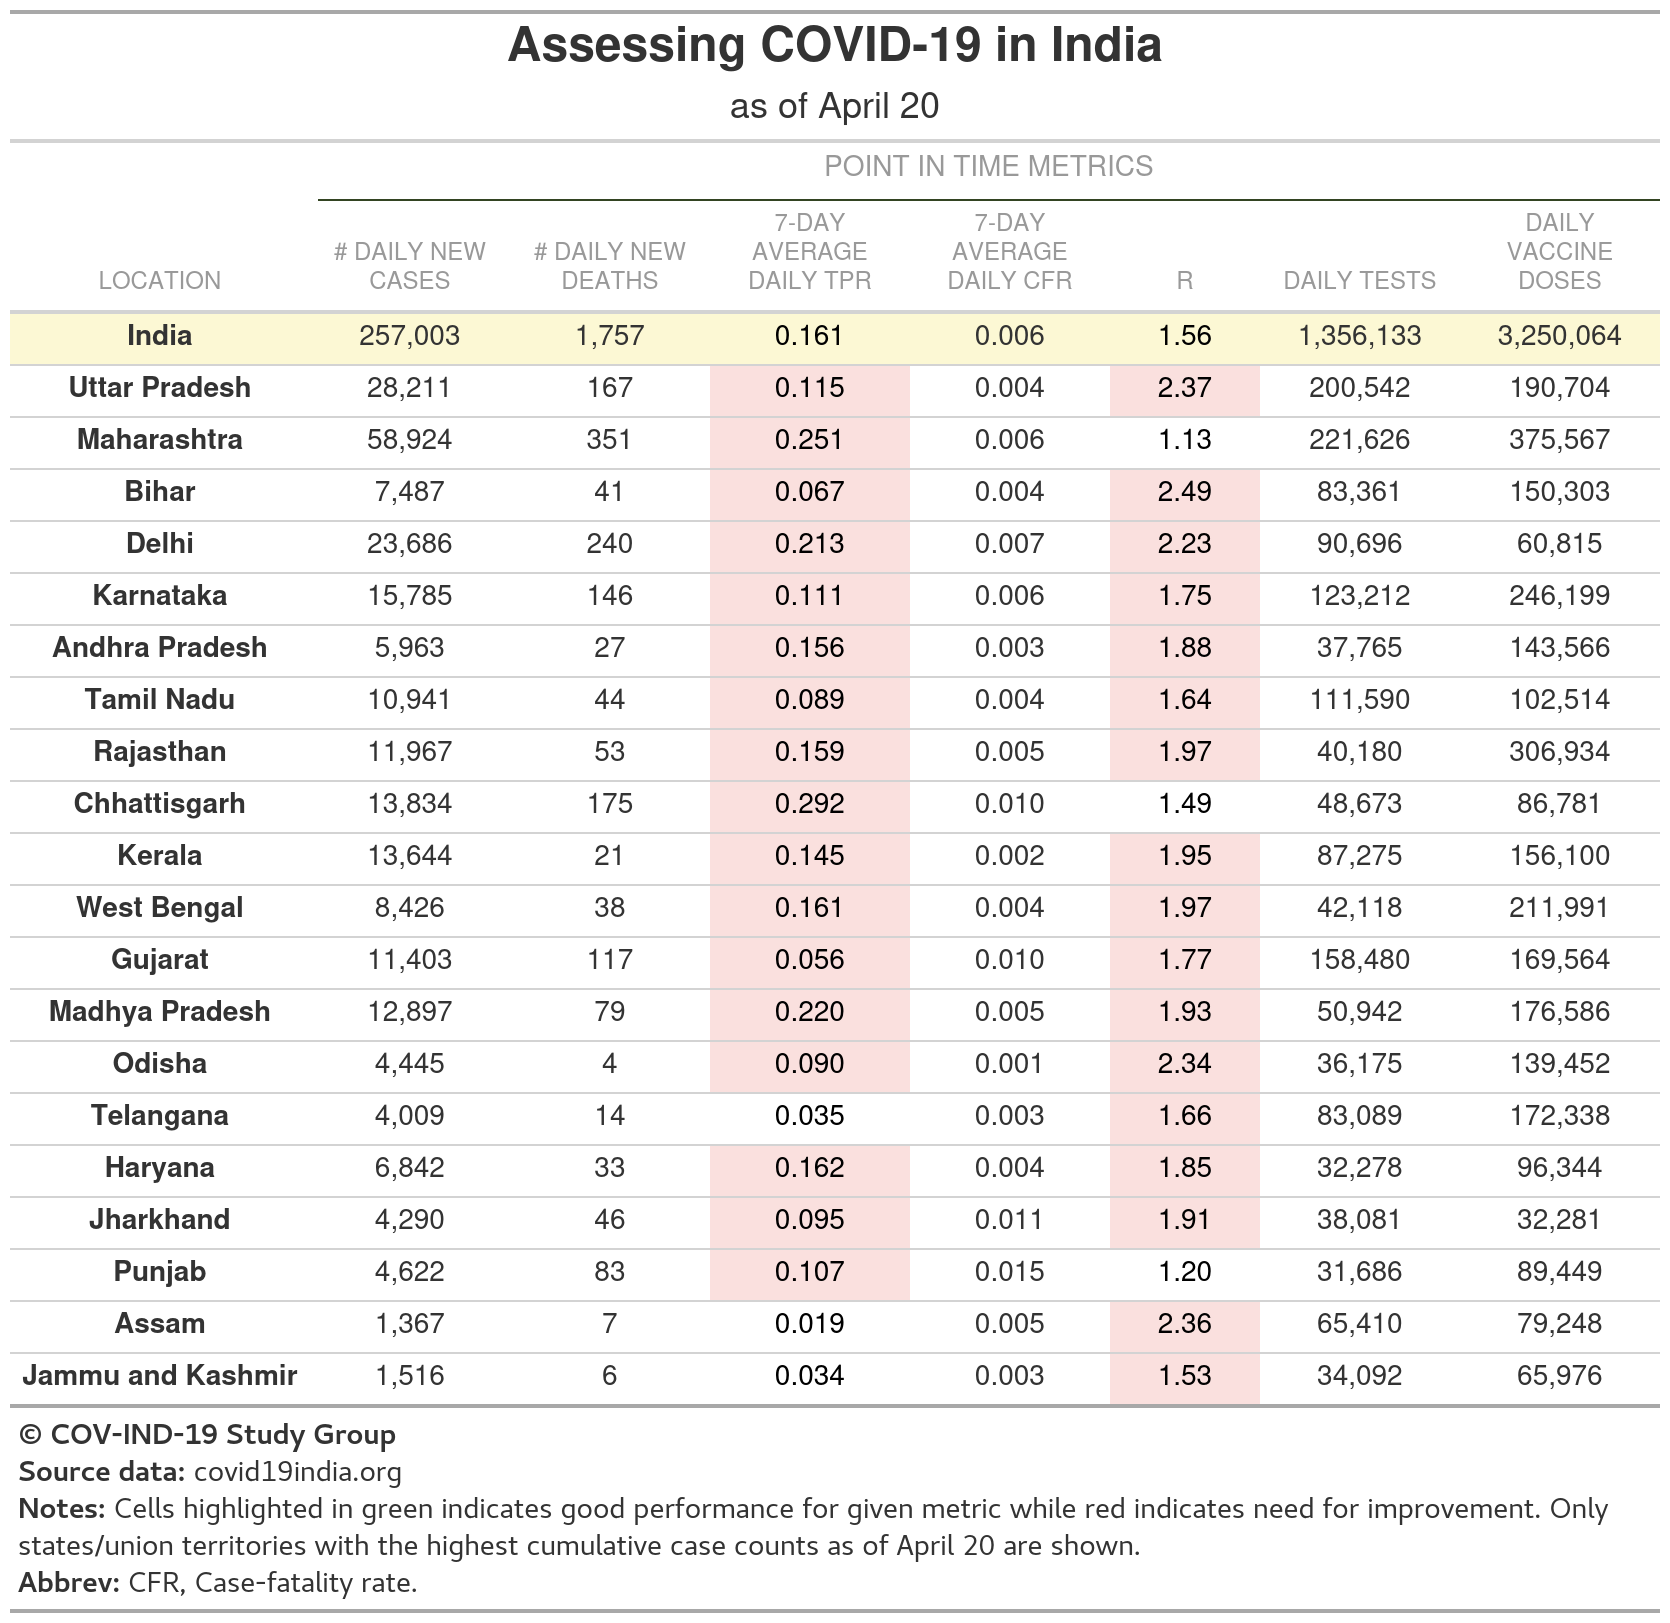 Assessing COVID-19 in India
as of April 20
POINT IN TIME METRICS
LOCATION # DAILY NEW CASES # DAILY NEW DEATHS 7-DAY AVERAGE DAILY TPR 7-DAY AVERAGE DAILY CFR R DAILY TESTS DAILY VACCINE DOSES
India 257,003 1,757 0.161 0.006 1.56 1,356,133 3,250,064
Uttar Pradesh 28,211 167 0.115 0.004 2.37 200,542 190,704
Maharashtra 58,924 351 0.251 0.006 1.13 221,626 375,567
Bihar 7,487 41 0.067 0.004 2.49 83,361 150,303
Delhi 23,686 240 0.213 0.007 2.23 90,696 60,815
Karnataka 15,785 146 0.111 0.006 1.75 123,212 246,199
Andhra Pradesh 5,963 27 0.156 0.003 1.88 37,765 143,566
Tamil Nadu 10,941 44 0.089 0.004 1.64 111,590 102,514
Rajasthan 11,967 53 0.159 0.005 1.97 40,180 306,934
Chhattisgarh 13,834 175 0.292 0.010 1.49 48,673 86,781
Kerala 13,644 21 0.145 0.002 1.95 87,275 156,100
West Bengal 8,426 38 0.161 0.004 1.97 42,118 211,991
Gujarat 11,403 117 0.056 0.010 1.77 158,480 169,564
Madhya Pradesh 12,897 79 0.220 0.005 1.93 50,942 176,586
Odisha 4,445 4 0.090 0.001 2.34 36,175 139,452
Telangana 4,009 14 0.035 0.003 1.66 83,089 172,338
Haryana 6,842 33 0.162 0.004 1.85 32,278 96,344
Jharkhand 4,290 46 0.095 0.011 1.91 38,081 32,281
Punjab 4,622 83 0.107 0.015 1.20 31,686 89,449
Assam 1,367 7 0.019 0.005 2.36 65,410 79,248
Jammu and Kashmir 1,516 6 0.034 0.003 1.53 34,092 65,976
© COV-IND-19 Study Group
Source data: covid19india.org
Notes: Cells highlighted in green indicates good performance for given metric while red indicates need for improvement. Only
states/union territories with the highest cumulative case counts as of April 20 are shown.
Abbrev: CFR, Case-fatality rate.